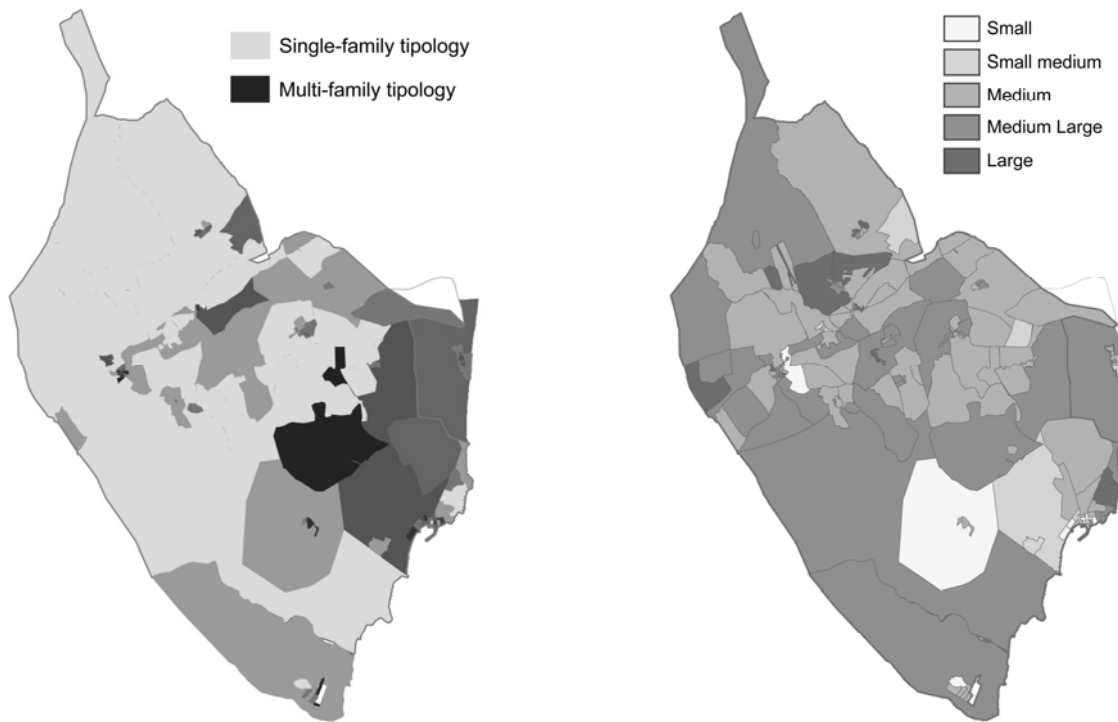 Single-family tipology
Multi-family tipology
Small
Small medium
Medium
Medium Large
Large